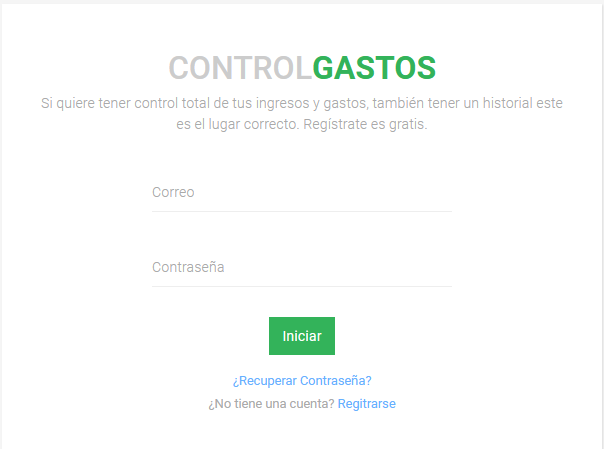 CONTROLGASTOS
Si quiere tener control total de tus ingresos y gastos, también tener un historial este
es el lugar correcto. Regístrate es gratis.
Correo
Contraseña
Iniciar
¿Recuperar Contraseña?
¿No tiene una cuenta? Regitrarse